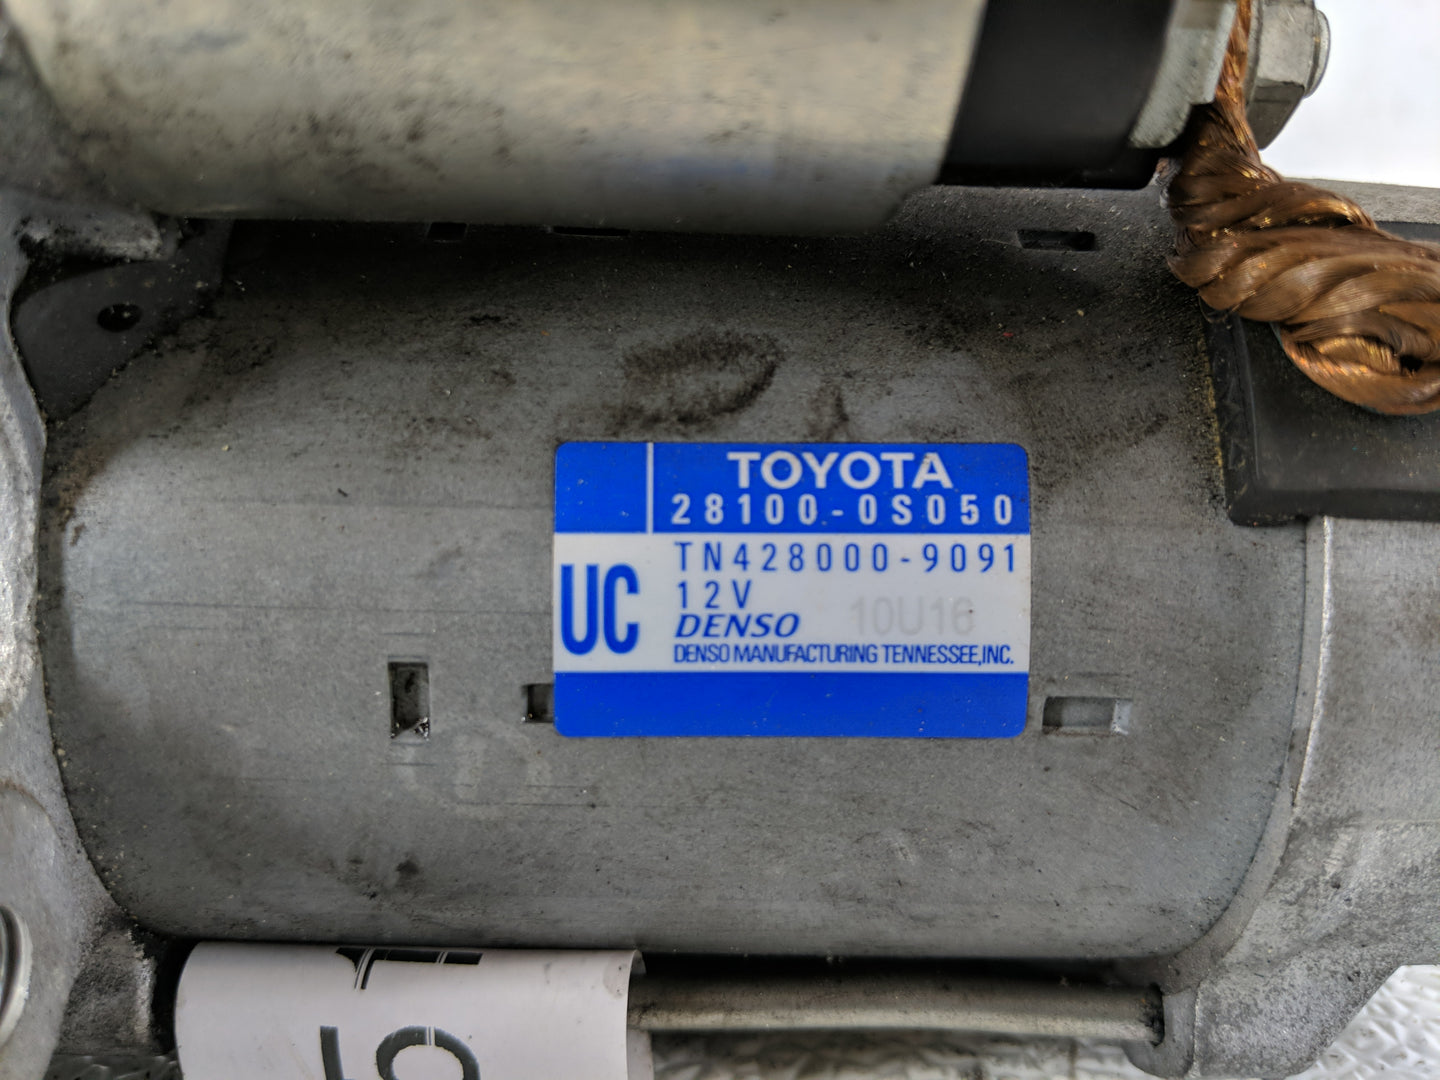 TOYOTA
28100-0S050
UC
TN428000-9091
12V
DENSO 10U16
DENSO MANUFACTURING TENNESSEE,INC.